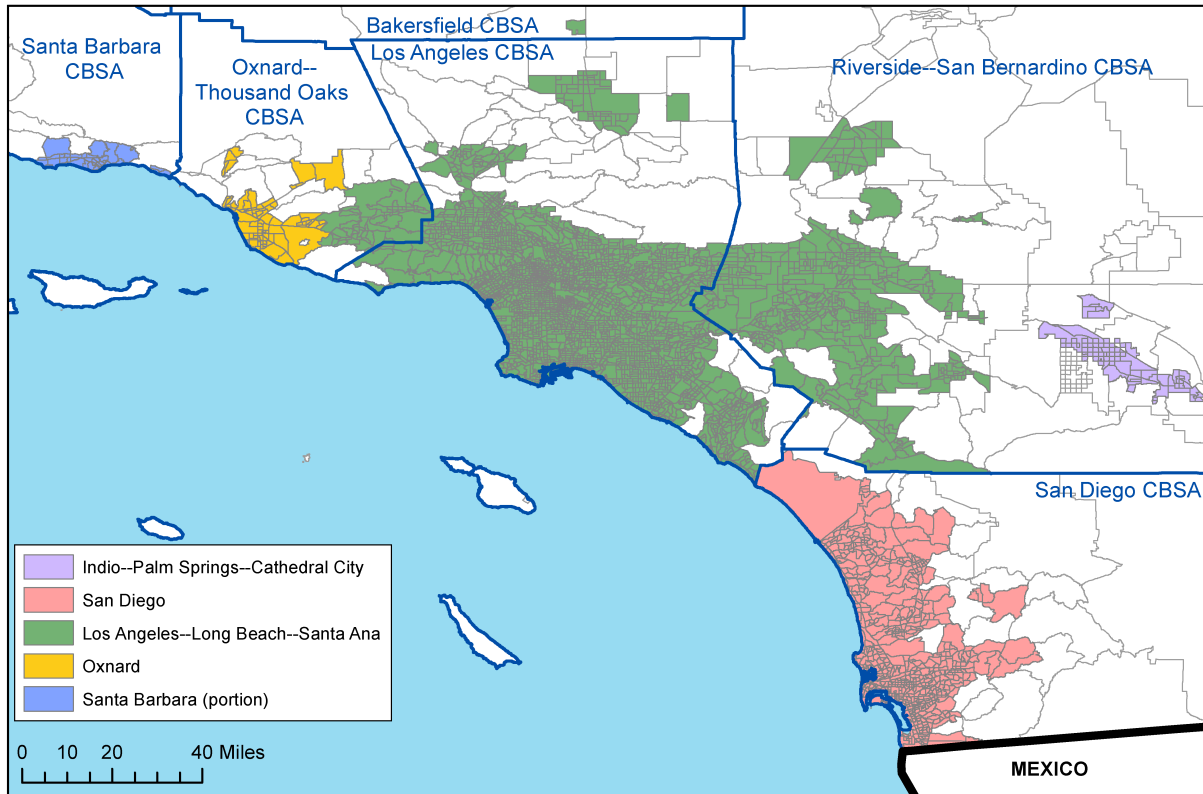 Bakersfield CBSA
Santa Barbara
CBSA
Los Angeles CBSA
Oxnard--
Thousand Oaks
CBSA
Riverside--San Bernardino CBSA
San Diego CBSA
Indio--Palm Springs--Cathedral City
San Diego
Los Angeles--Long Beach--Santa Ana
Oxnard
Santa Barbara (portion)
0 10 20 40 Miles
MEXICO